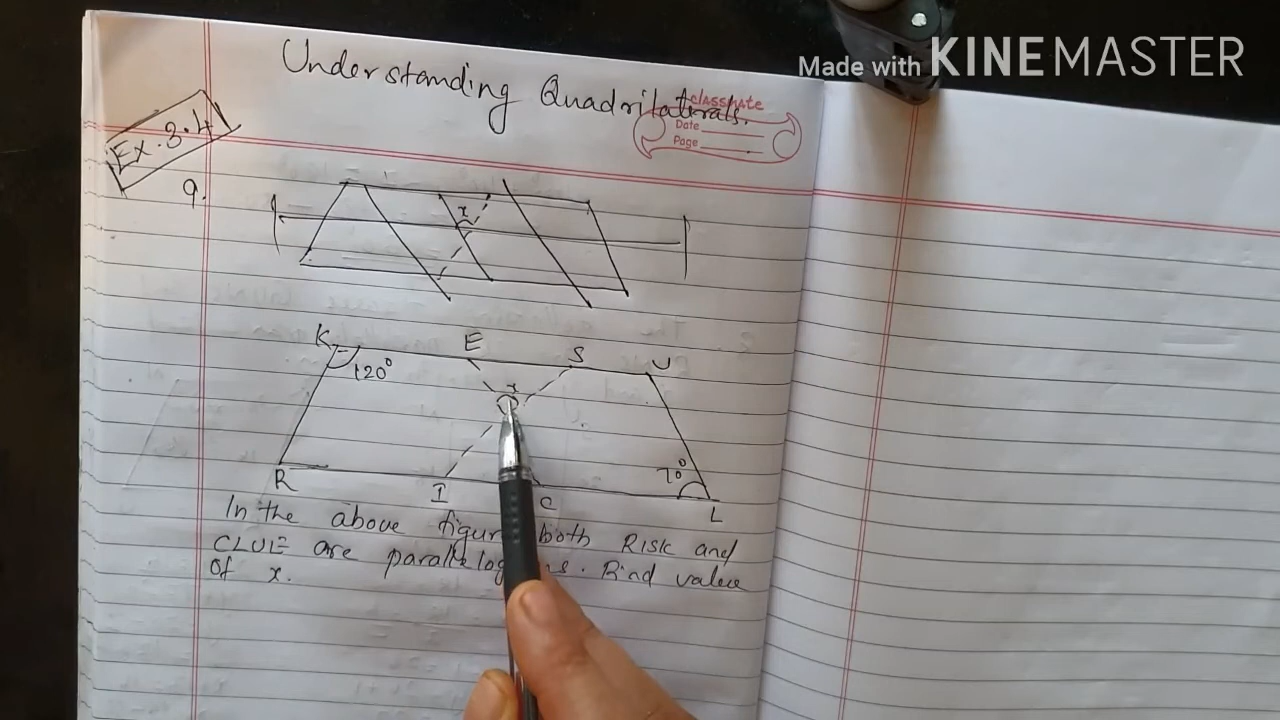 Made with KINEMASTER
Understanding Quadrilaterals.
classmate
Date
Page
Ex. 3.4
9.
x
K E S U
120°
x
70°
R I C L
In the above figure both RISK and
CLUE are parallelograms. Find value
of x.